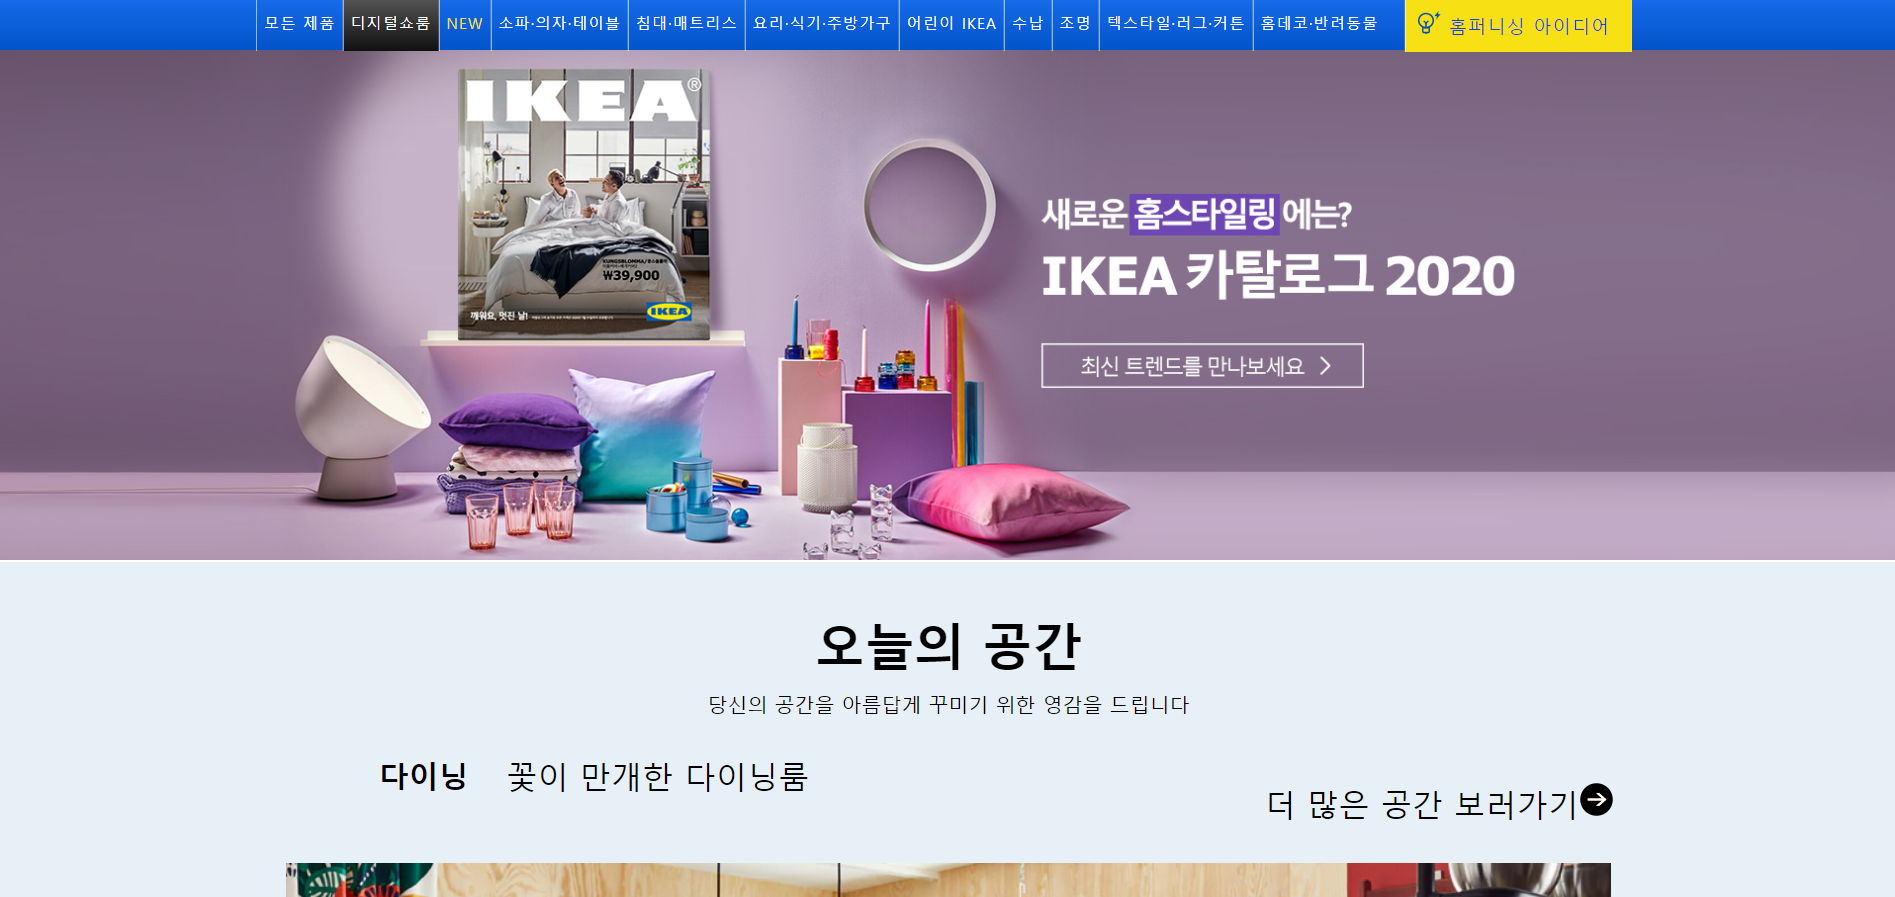 모든 제품
디지털쇼룸
NEW
소파·의자·테이블
침대·매트리스
요리·식기·주방가구
어린이 IKEA
수납
조명
텍스타일·러그·커튼
홈데코·반려동물
홈퍼니싱 아이디어
IKEA®
₩39,900
깨워요, 멋진 날!
IKEA
새로운 홈스타일링 에는?
IKEA 카탈로그 2020
최신 트렌드를 만나보세요 >
오늘의 공간
당신의 공간을 아름답게 꾸미기 위한 영감을 드립니다
다이닝 꽃이 만개한 다이닝룸
더 많은 공간 보러가기